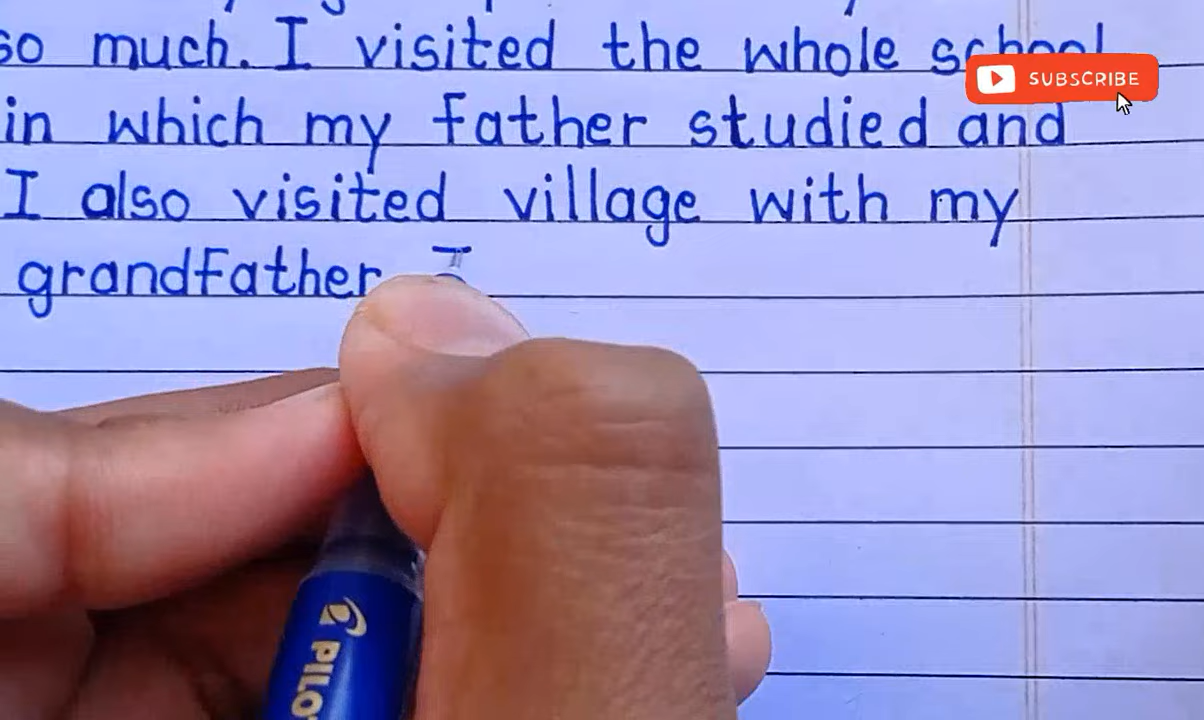 so much. I visited the whole school
SUBSCRIBE
in which my father studied and
I also visited village with my
grandfather I
PILO